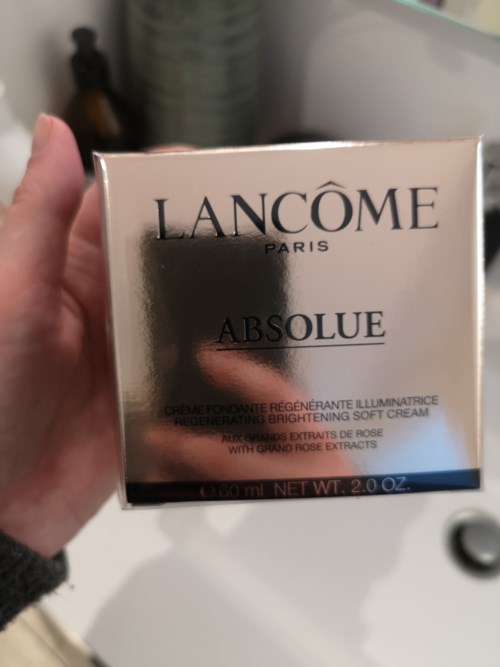 LANCÔME
PARIS
ABSOLUE
CRÈME FONDANTE RÉGÉNÉRANTE ILLUMINATRICE
REGENERATING BRIGHTENING SOFT CREAM
AUX GRANDS EXTRAITS DE ROSE
WITH GRAND ROSE EXTRACTS
60 ml NET WT. 2.0 OZ.